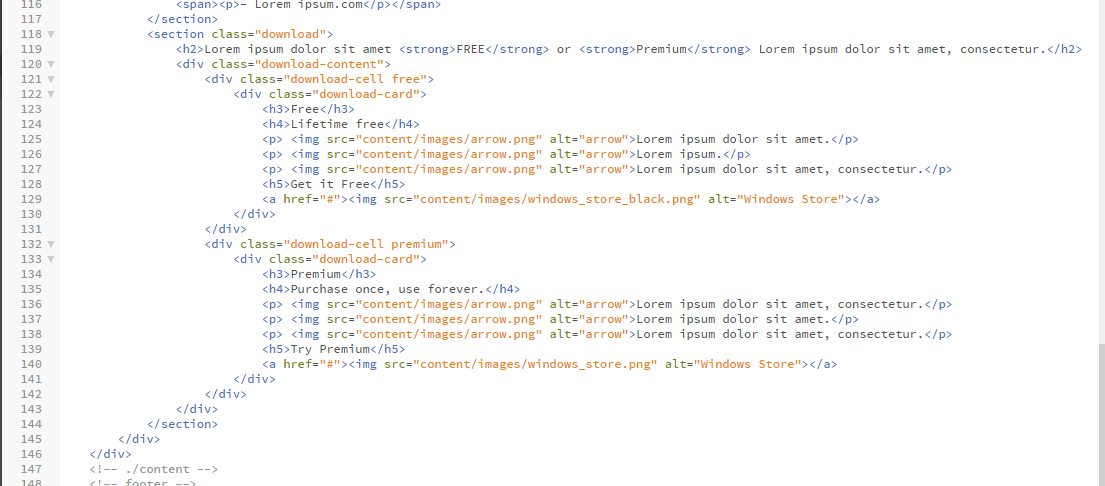 116 <span><p>- Lorem ipsum.com</p></span>
117 </section>
118 <section class="download">
119 <h2>Lorem ipsum dolor sit amet <strong>FREE</strong> or <strong>Premium</strong> Lorem ipsum dolor sit amet, consectetur.</h2>
120 <div class="download-content">
121 <div class="download-cell free">
122 <div class="download-card">
123 <h3>Free</h3>
124 <h4>Lifetime free</h4>
125 <p> <img src="content/images/arrow.png" alt="arrow">Lorem ipsum dolor sit amet.</p>
126 <p> <img src="content/images/arrow.png" alt="arrow">Lorem ipsum.</p>
127 <p> <img src="content/images/arrow.png" alt="arrow">Lorem ipsum dolor sit amet, consectetur.</p>
128 <h5>Get it Free</h5>
129 <a href="#"><img src="content/images/windows_store_black.png" alt="Windows Store"></a>
130 </div>
131 </div>
132 <div class="download-cell premium">
133 <div class="download-card">
134 <h3>Premium</h3>
135 <h4>Purchase once, use forever.</h4>
136 <p> <img src="content/images/arrow.png" alt="arrow">Lorem ipsum dolor sit amet, consectetur.</p>
137 <p> <img src="content/images/arrow.png" alt="arrow">Lorem ipsum dolor sit amet.</p>
138 <p> <img src="content/images/arrow.png" alt="arrow">Lorem ipsum dolor sit amet, consectetur.</p>
139 <h5>Try Premium</h5>
140 <a href="#"><img src="content/images/windows_store.png" alt="Windows Store"></a>
141 </div>
142 </div>
143 </div>
144 </section>
145 </div>
146 </div>
147 <!-- ./content -->
148 <!-- footer -->